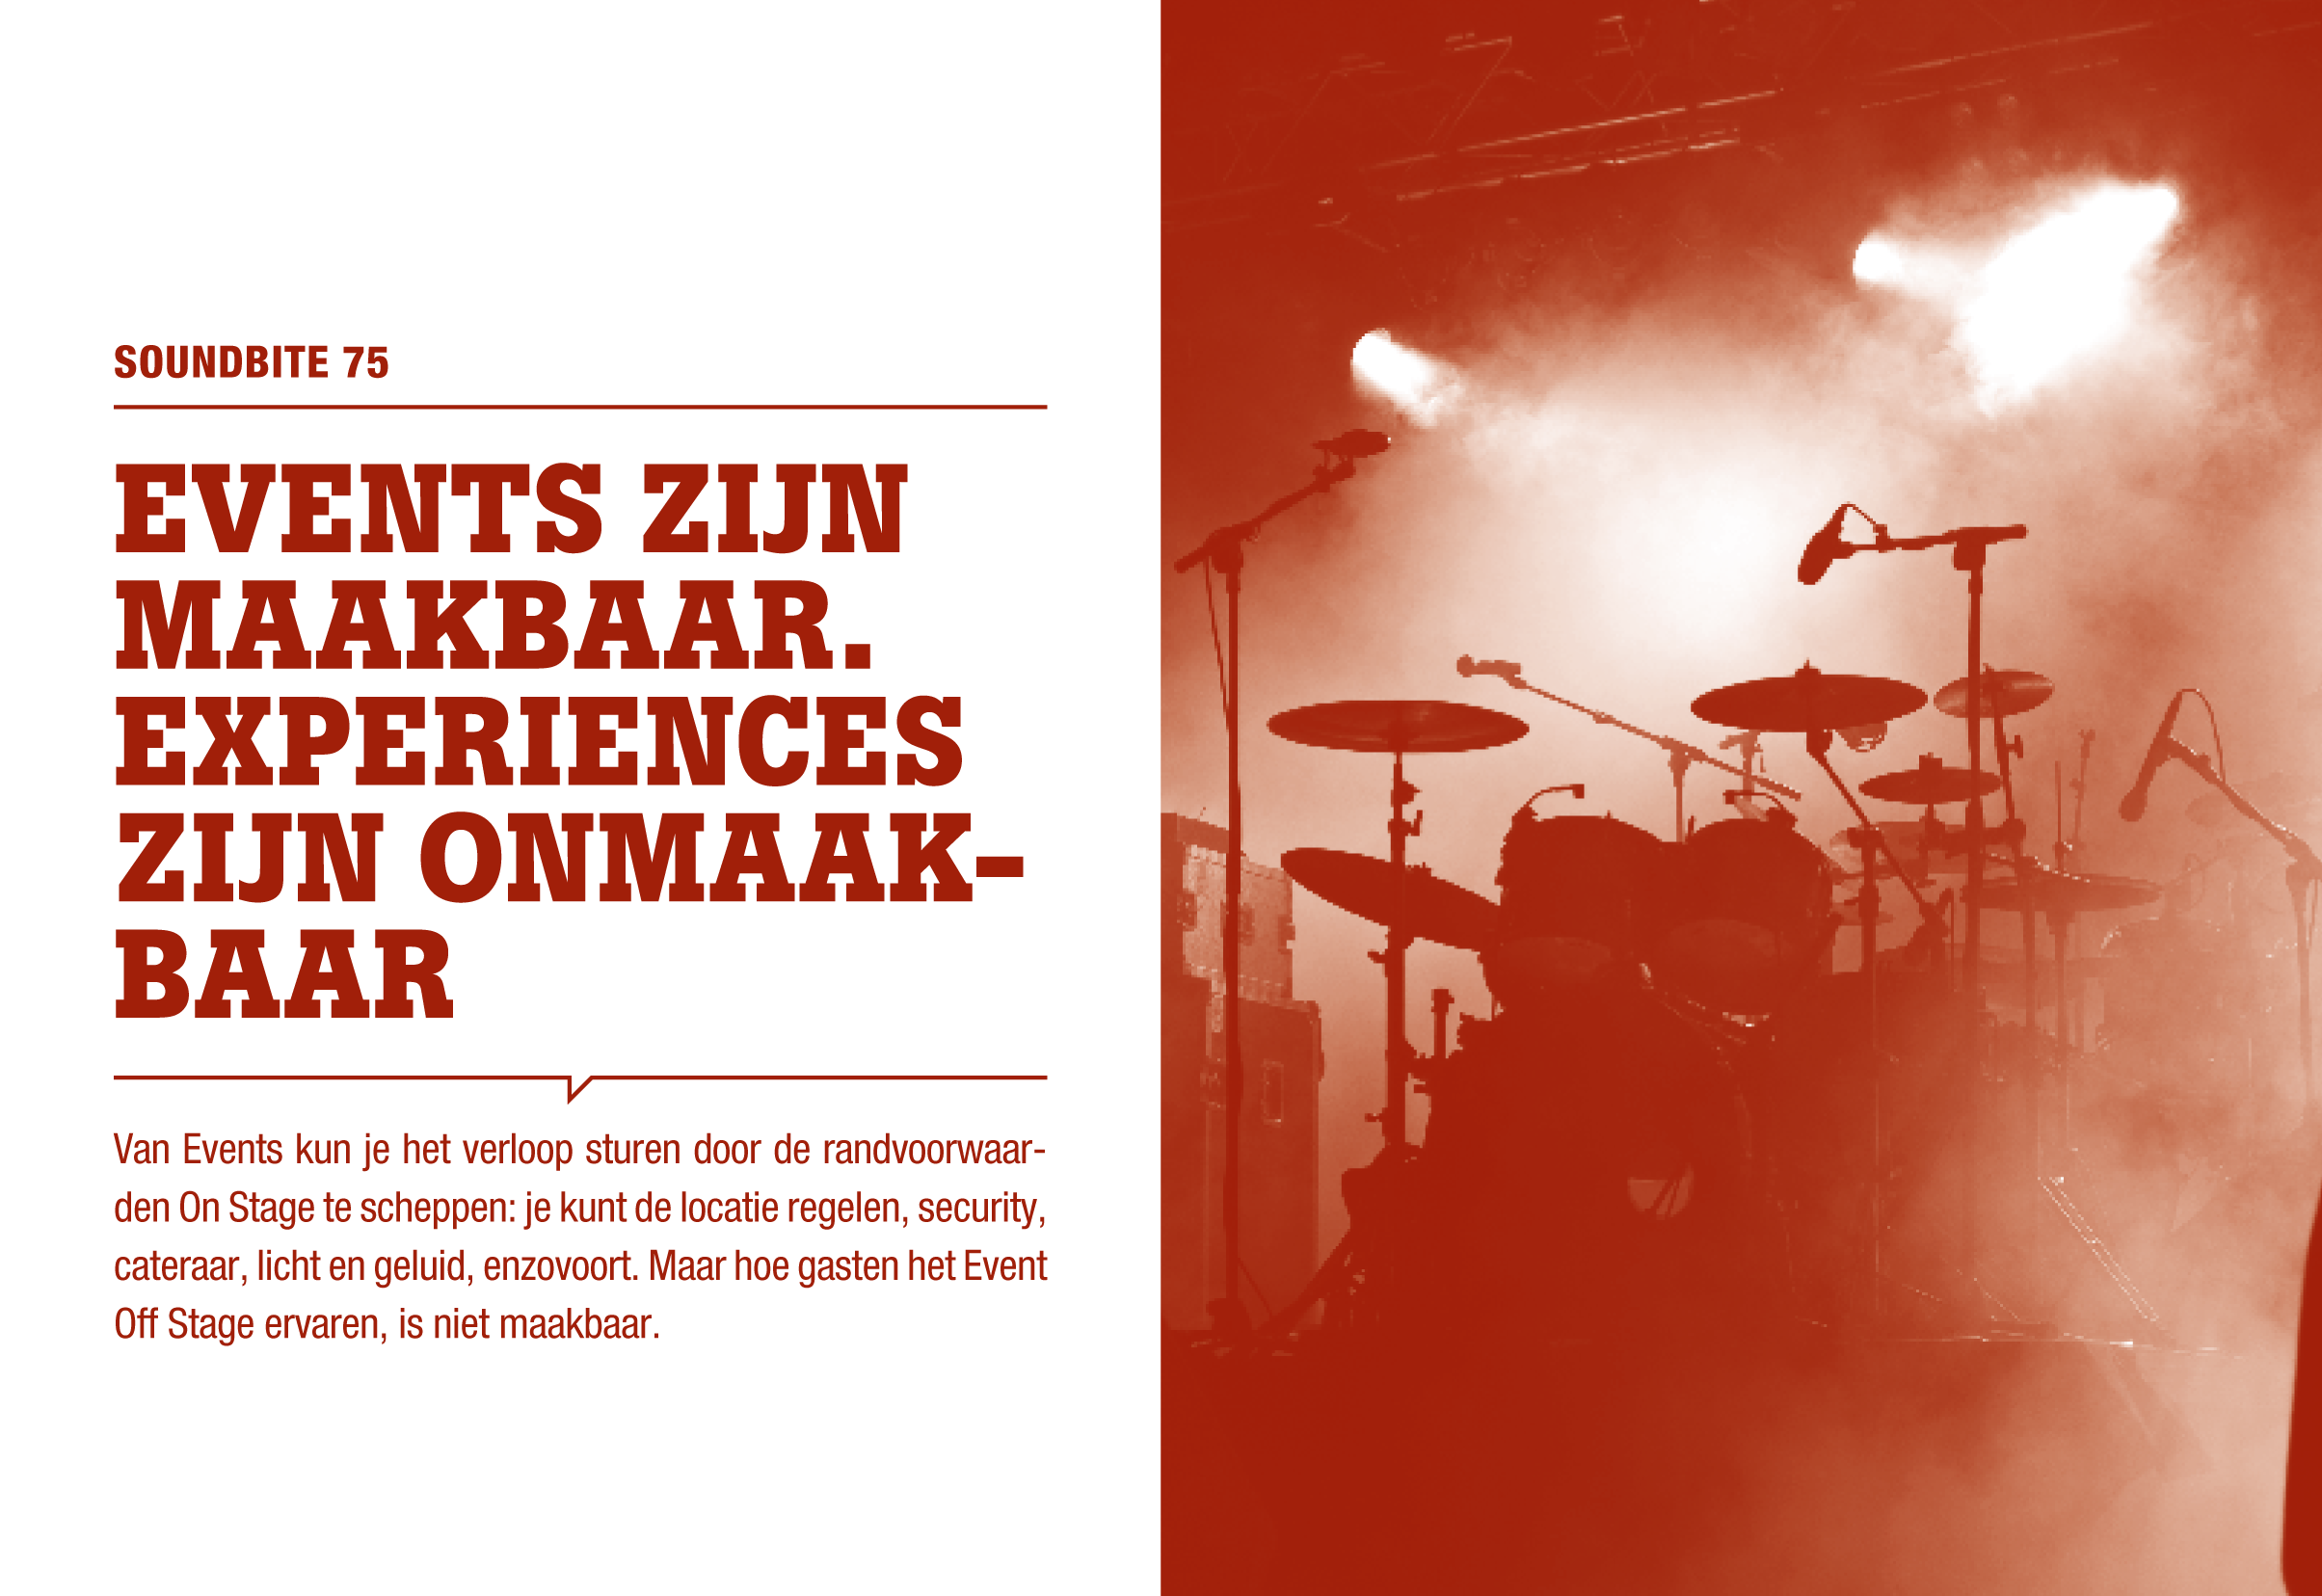 SOUNDBITE 75
EVENTS ZIJN
MAAKBAAR.
EXPERIENCES
ZIJN ONMAAK-
BAAR
Van Events kun je het verloop sturen door de randvoorwaar-
den On Stage te scheppen: je kunt de locatie regelen, security,
cateraar, licht en geluid, enzovoort. Maar hoe gasten het Event
Off Stage ervaren, is niet maakbaar.